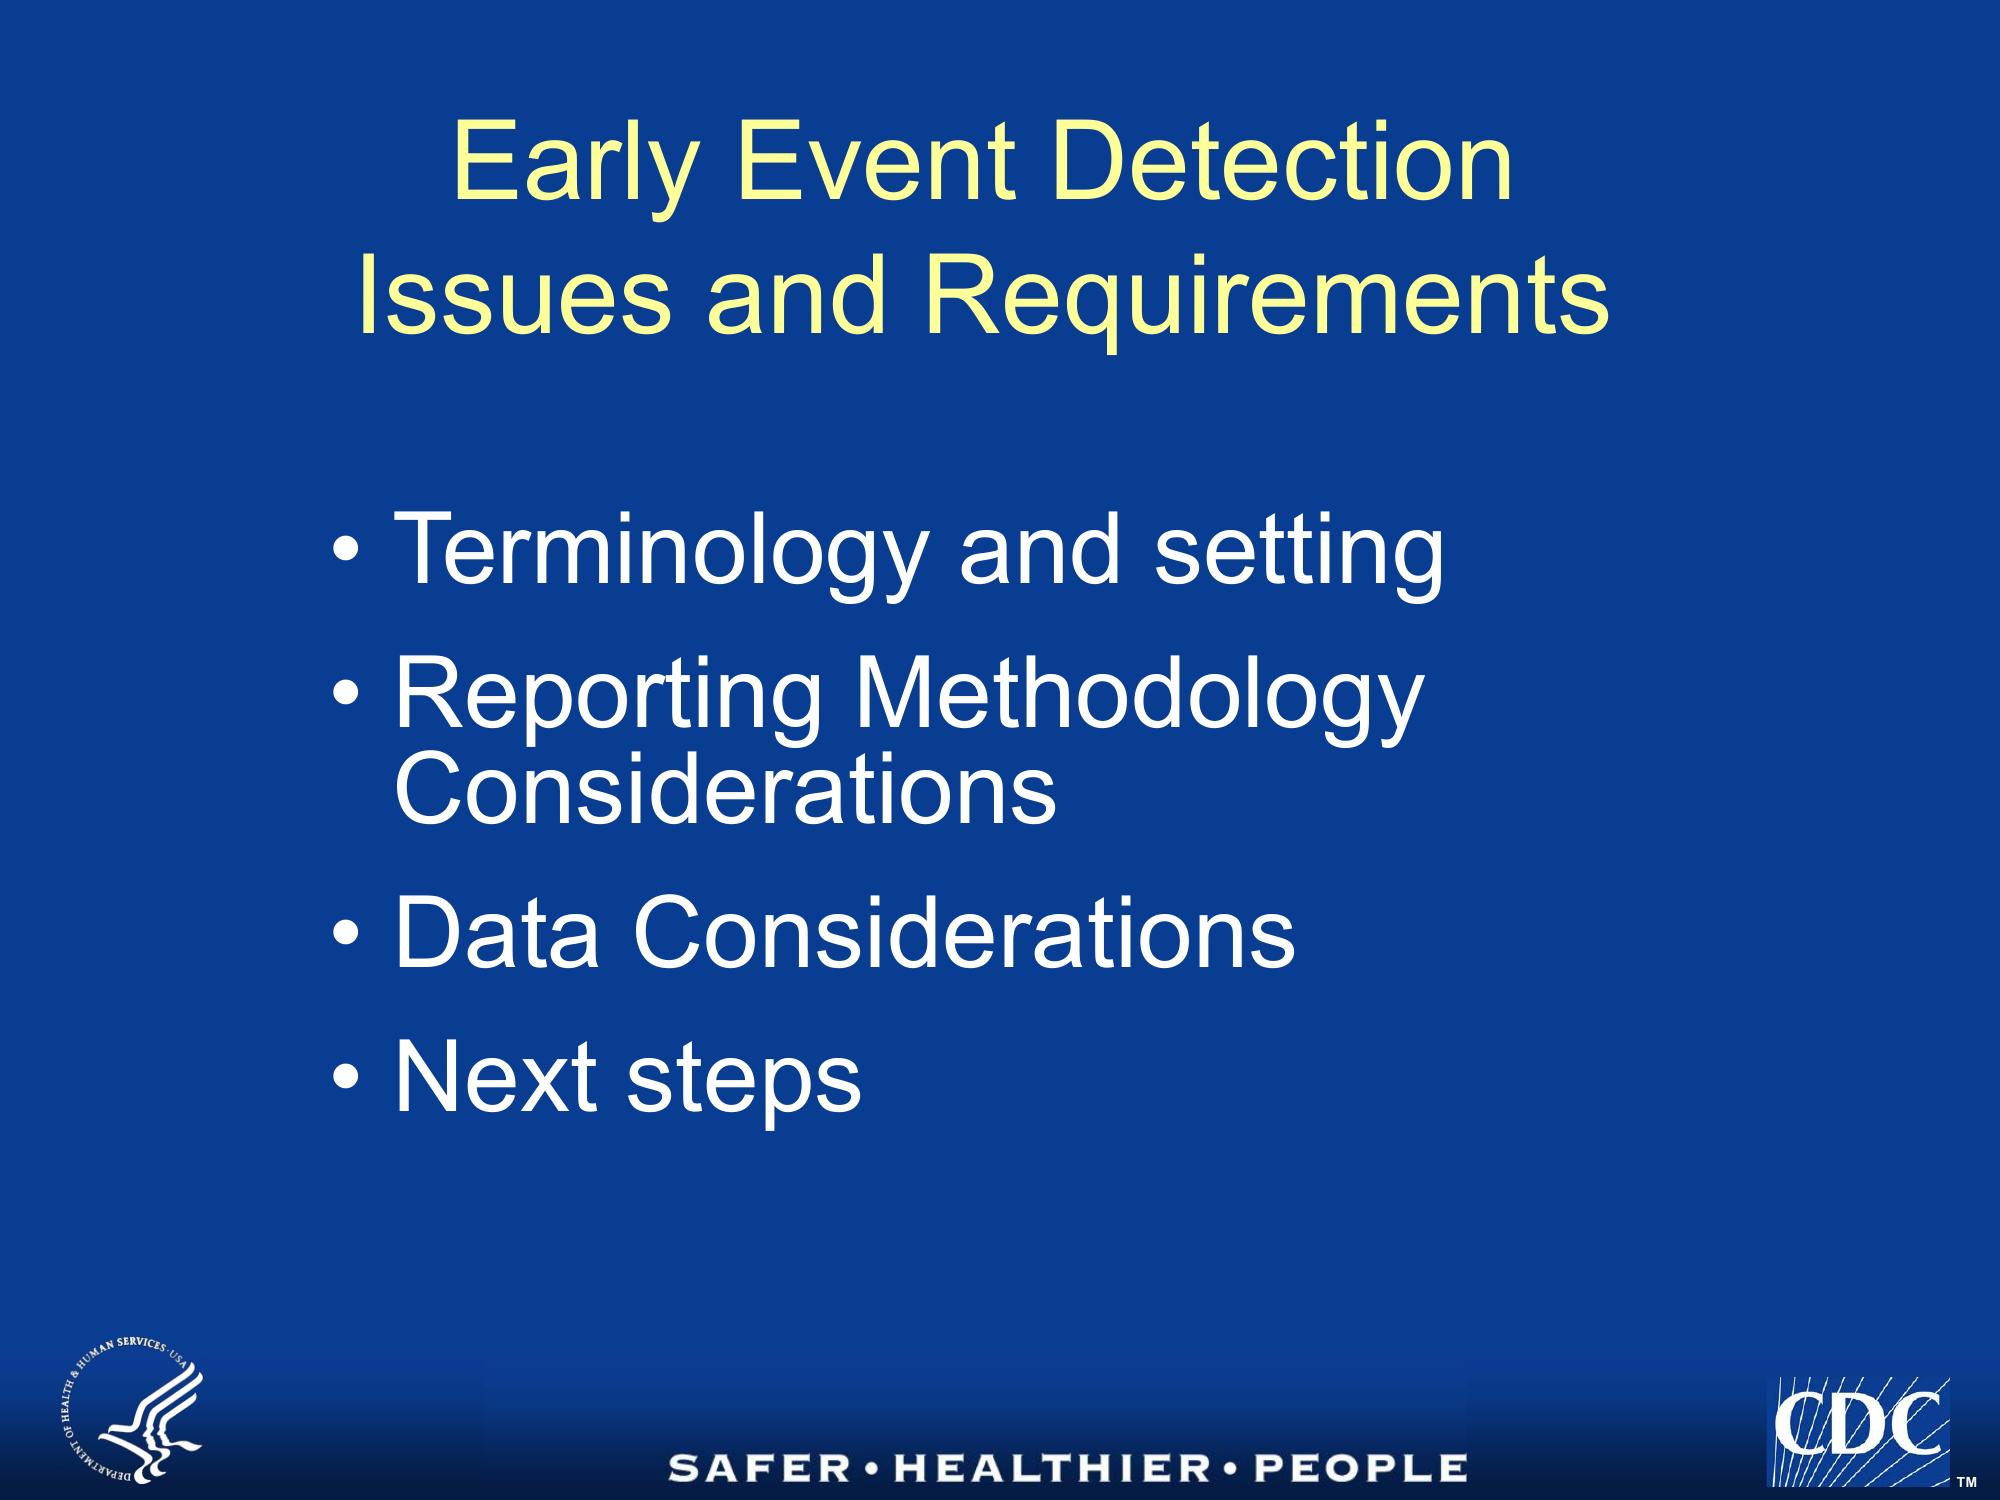 Early Event Detection
Issues and Requirements
• Terminology and setting
• Reporting Methodology
Considerations
• Data Considerations
• Next steps
DEPARTMENT OF HEALTH & HUMAN SERVICES · USA
SAFER • HEALTHIER • PEOPLE
CDC
TM